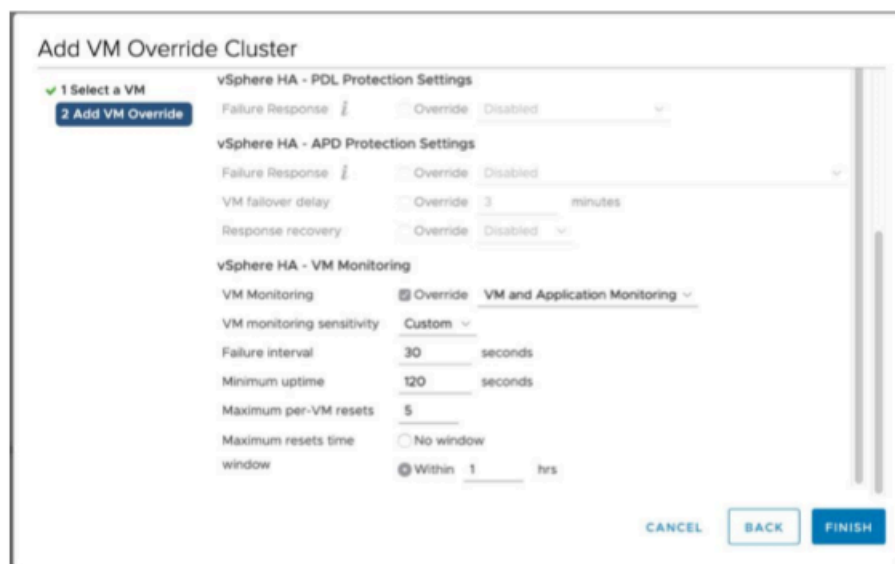 Add VM Override Cluster
1 Select a VM
2 Add VM Override
vSphere HA - PDL Protection Settings
Failure Response i Override Disabled
vSphere HA - APD Protection Settings
Failure Response i Override Disabled
VM failover delay Override 3 minutes
Response recovery Override Disabled
vSphere HA - VM Monitoring
VM Monitoring Override VM and Application Monitoring
VM monitoring sensitivity Custom
Failure interval 30 seconds
Minimum uptime 120 seconds
Maximum per-VM resets 5
Maximum resets time No window
window Within 1 hrs
CANCEL BACK FINISH